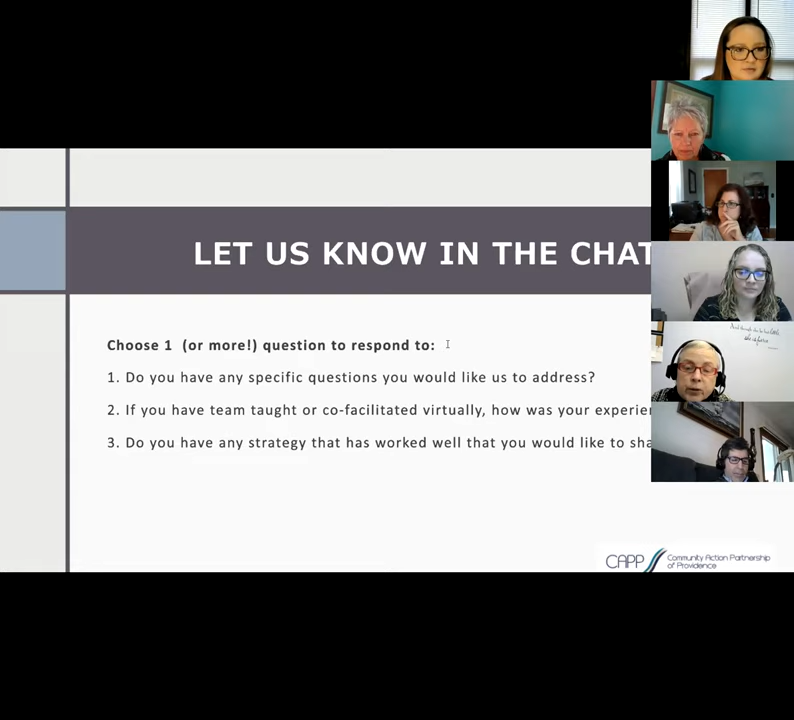 LET US KNOW IN THE CHAT
Choose 1 (or more!) question to respond to:
1. Do you have any specific questions you would like us to address?
2. If you have team taught or co-facilitated virtually, how was your
3. Do you have any strategy that has worked well that you would like to
CAPP
Community Action Partnership
of Providence